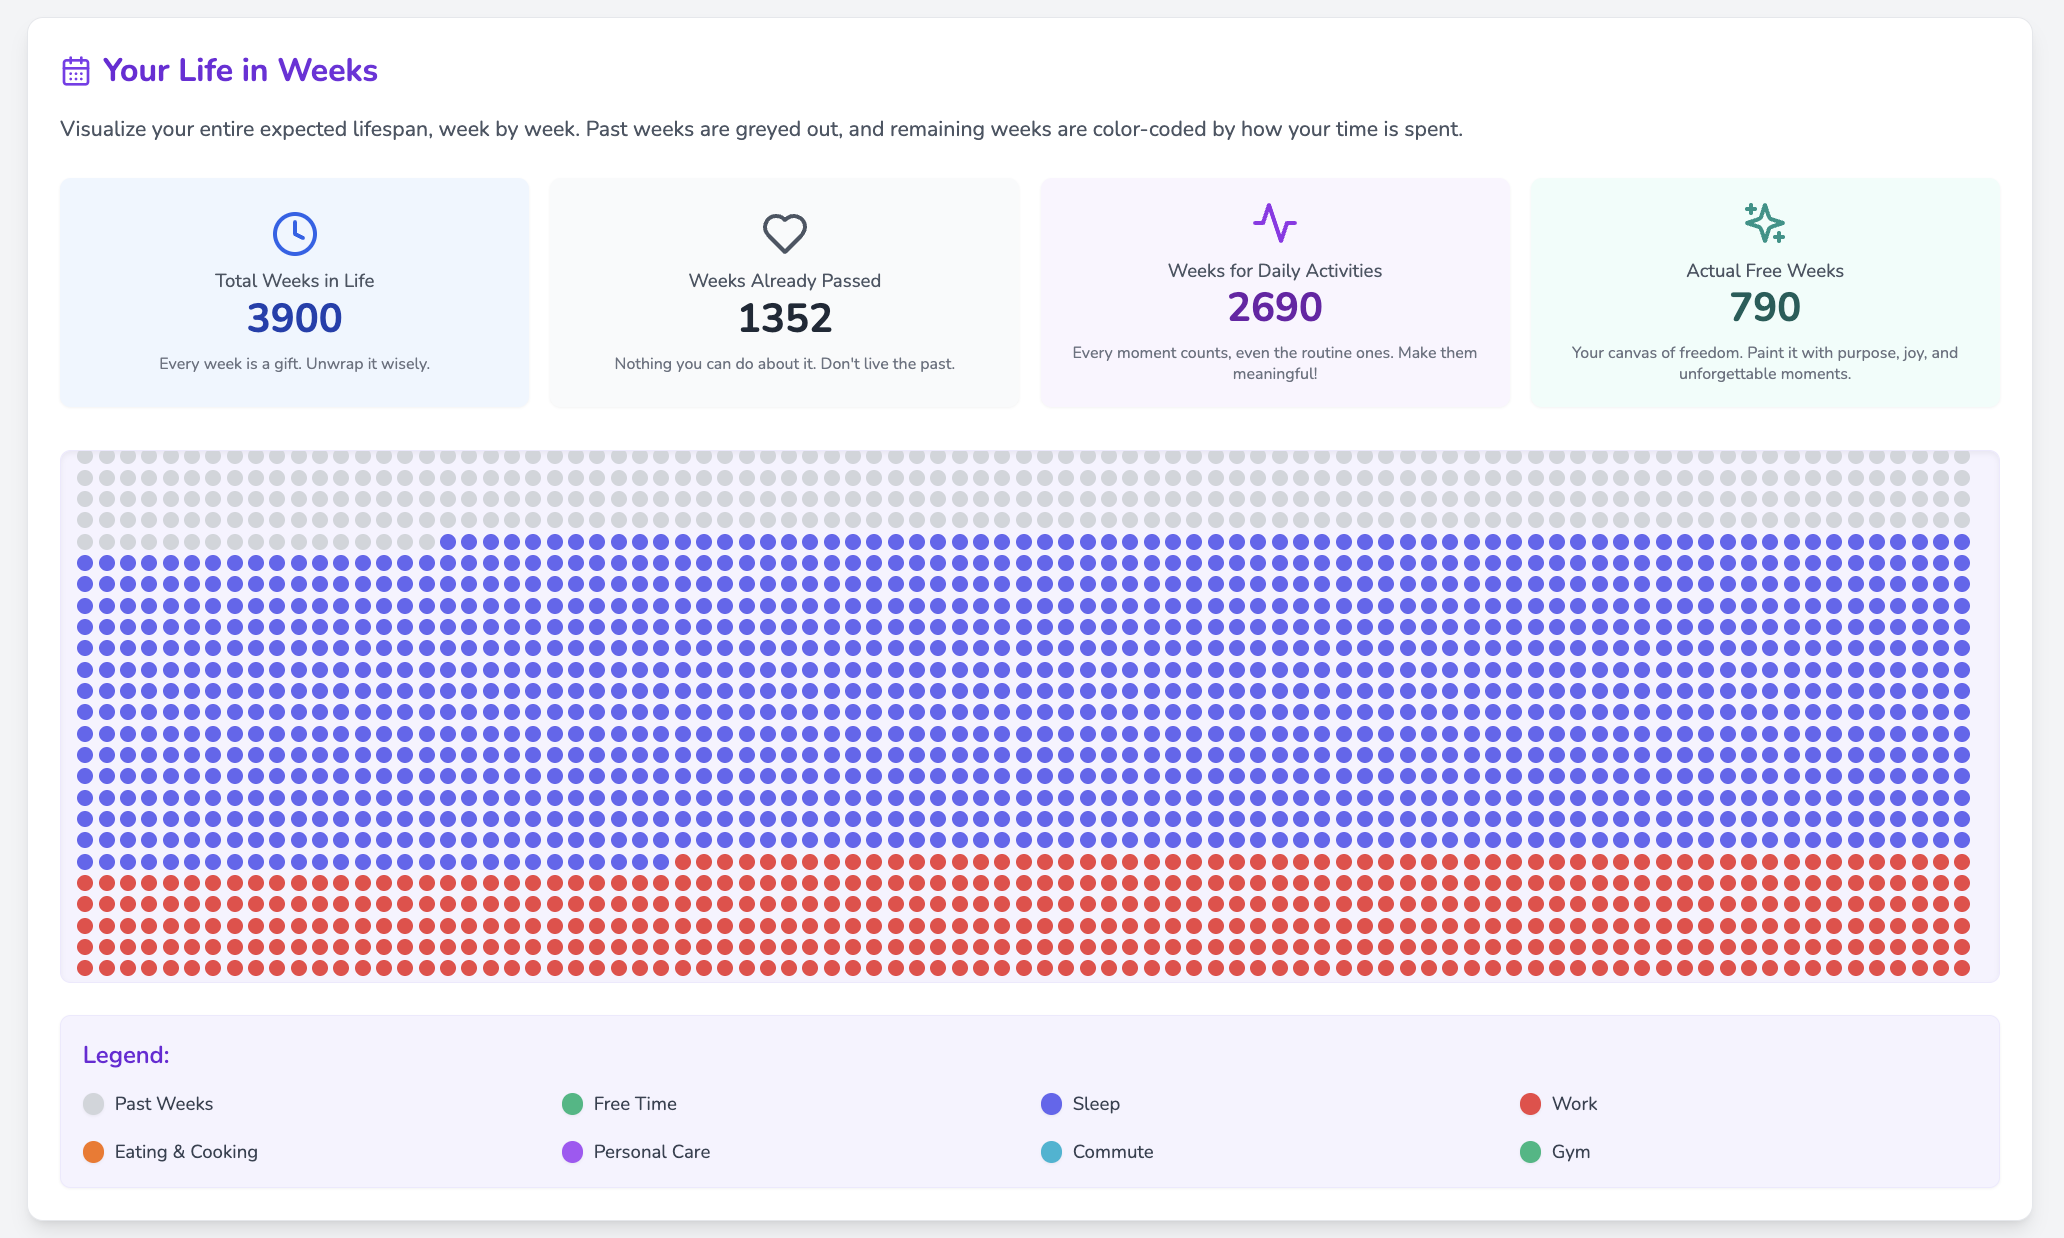 Your Life in Weeks
Visualize your entire expected lifespan, week by week. Past weeks are greyed out, and remaining weeks are color-coded by how your time is spent.
Total Weeks in Life
3900
Every week is a gift. Unwrap it wisely.
Weeks Already Passed
1352
Nothing you can do about it. Don't live the past.
Weeks for Daily Activities
2690
Every moment counts, even the routine ones. Make them
meaningful!
Actual Free Weeks
790
Your canvas of freedom. Paint it with purpose, joy, and
unforgettable moments.
Legend:
Past Weeks
Free Time
Sleep
Work
Eating & Cooking
Personal Care
Commute
Gym